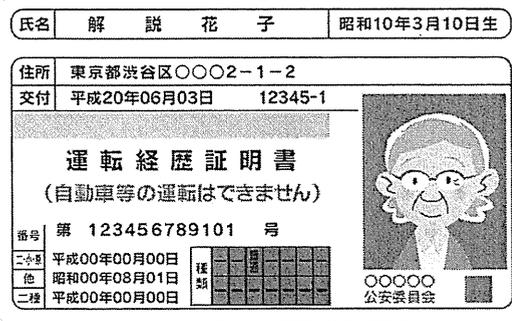 氏名 解説花子 昭和10年3月10日生
住所 東京都渋谷区○○○2-1-2
交付 平成20年06月03日 12345-1
運転経歴証明書
(自動車等の運転はできません)
番号 第 123456789101 号
二・小・原 平成00年00月00日
他 昭和00年08月01日
二種 平成00年00月00日
種類
普通
○○○○○
公安委員会